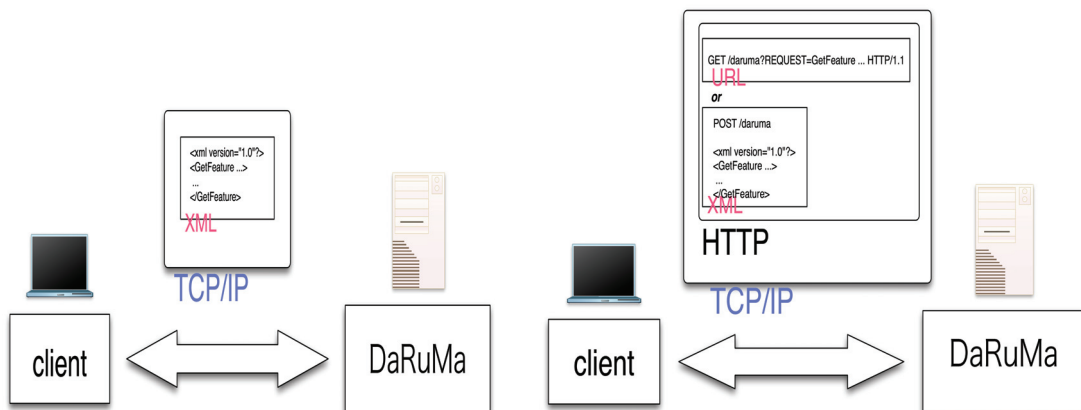 <xml version="1.0"?>
<GetFeature ...>
...
</GetFeature>
XML
TCP/IP
client
DaRuMa
GET /daruma?REQUEST=GetFeature ... HTTP/1.1
URL
or
POST /daruma
<xml version="1.0"?>
<GetFeature ...>
...
</GetFeature>
XML
HTTP
TCP/IP
client
DaRuMa